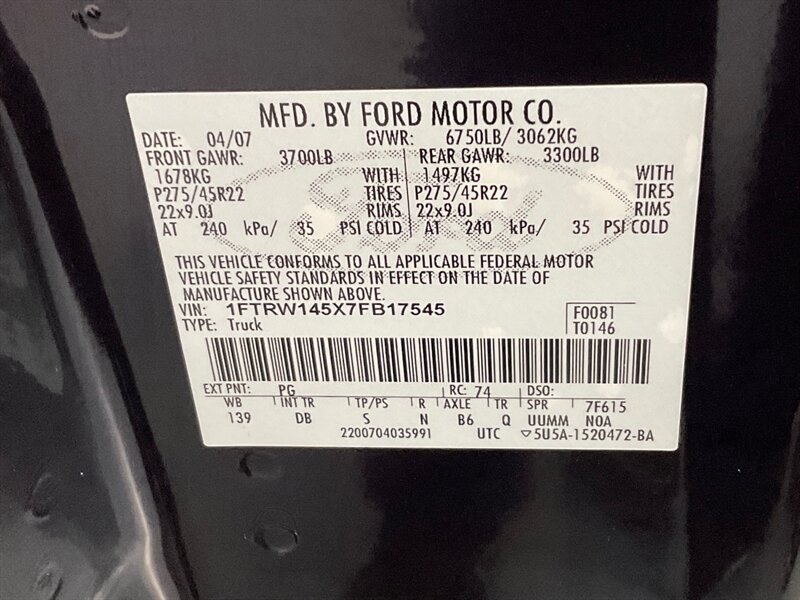 MFD. BY FORD MOTOR CO.
DATE: 04/07 GVWR: 6750LB/ 3062KG
FRONT GAWR: 3700LB REAR GAWR: 3300LB
1678KG WITH 1497KG WITH
P275/45R22 TIRES P275/45R22 TIRES
22x9.0J RIMS 22x9.0J RIMS
AT 240 kPa/ 35 PSI COLD AT 240 kPa/ 35 PSI COLD
Ford
THIS VEHICLE CONFORMS TO ALL APPLICABLE FEDERAL MOTOR
VEHICLE SAFETY STANDARDS IN EFFECT ON THE DATE OF
MANUFACTURE SHOWN ABOVE.
VIN: 1FTRW145X7FB17545 F0081
TYPE: Truck T0146
EXT PNT: PG RC: 74 DSO:
WB INT TR TP/PS R AXLE TR SPR 7F615
139 DB S N B6 Q UUMM N0A
2200704035991 UTC ▽5U5A-1520472-BA